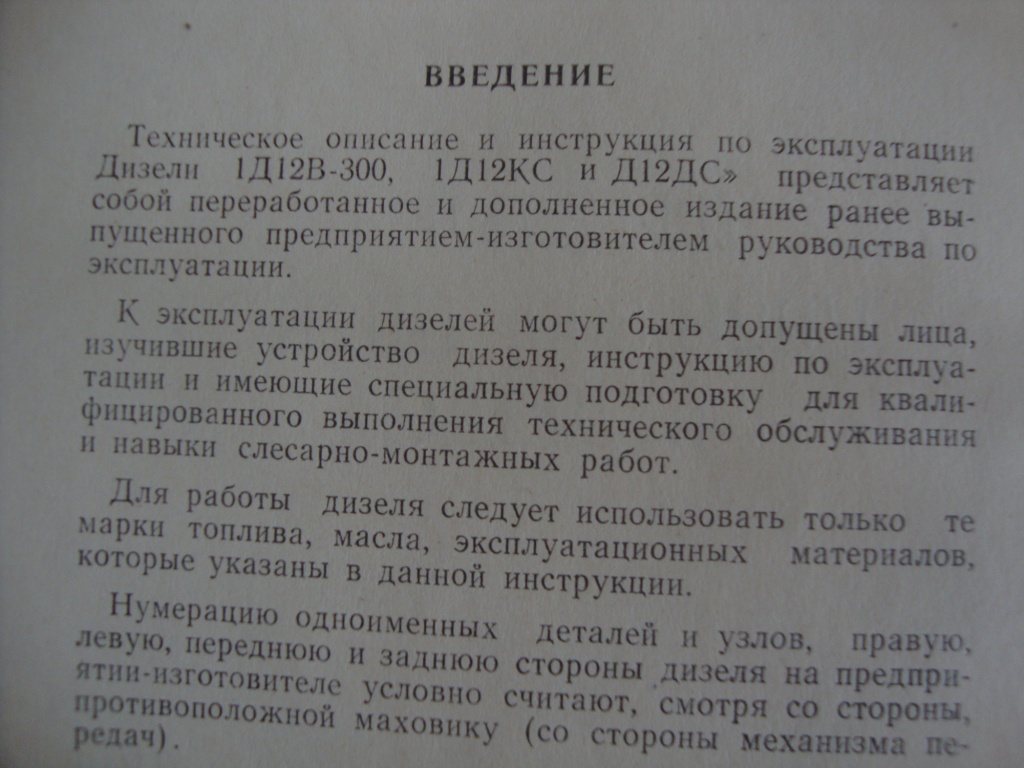 ВВЕДЕНИЕ
Техническое описание и инструкция по эксплуатации
Дизели 1Д12В-300, 1Д12КС и Д12ДС» представляет
собой переработанное и дополненное издание ранее вы-
пущенного предприятием-изготовителем руководства по
эксплуатации.
К эксплуатации дизелей могут быть допущены лица,
изучившие устройство дизеля, инструкцию по эксплуа-
тации и имеющие специальную подготовку для квали-
фицированного выполнения технического обслуживания
и навыки слесарно-монтажных работ.
Для работы дизеля следует использовать только те
марки топлива, масла, эксплуатационных материалов,
которые указаны в данной инструкции.
Нумерацию одноименных деталей и узлов, правую,
левую, переднюю и заднюю стороны дизеля на предпри-
ятии-изготовителе условно считают, смотря со стороны,
противоположной маховику (со стороны механизма пе-
редач).